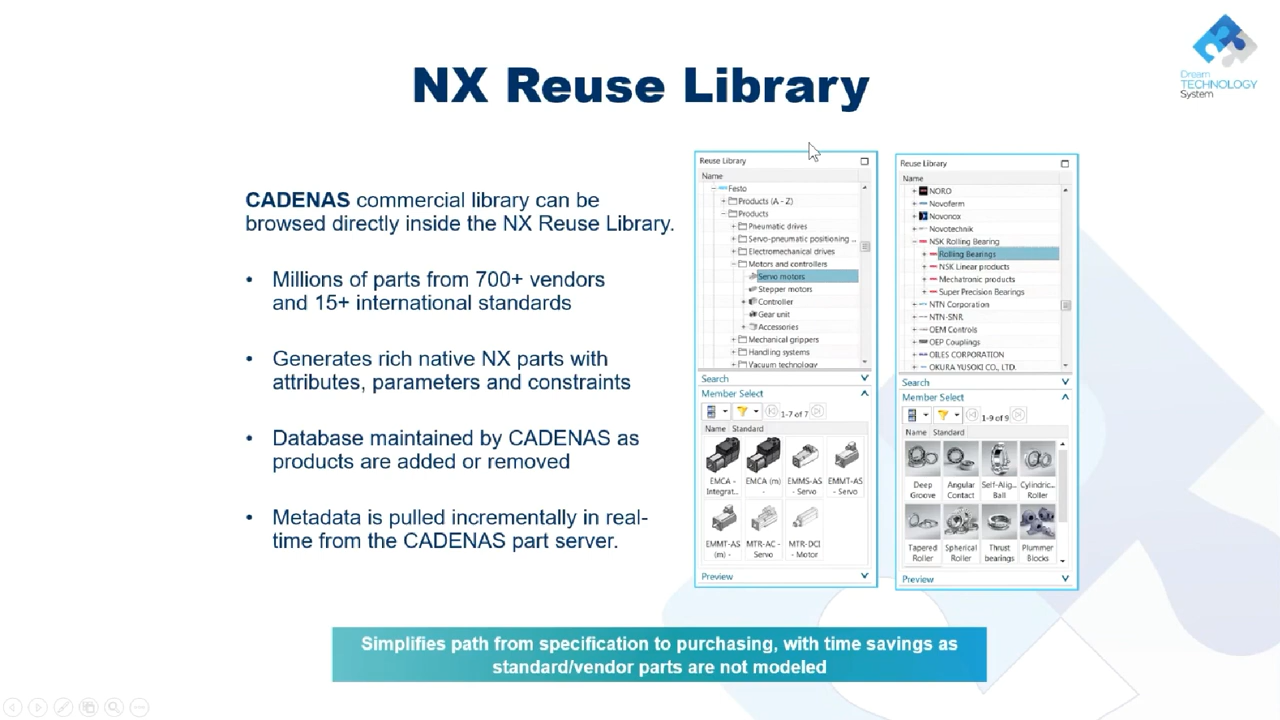 NX Reuse Library
Dream
TECHNOLOGY
System
CADENAS commercial library can be
browsed directly inside the NX Reuse Library.
• Millions of parts from 700+ vendors
and 15+ international standards
• Generates rich native NX parts with
attributes, parameters and constraints
• Database maintained by CADENAS as
products are added or removed
• Metadata is pulled incrementally in real-
time from the CADENAS part server.
Reuse Library
Name
Festo
Products (A - Z)
Products
Pneumatic drives
Servo-pneumatic positioning ...
Electromechanical drives
Motors and controllers
Servo motors
Stepper motors
Controller
Gear unit
Accessories
Mechanical grippers
Handling systems
Vacuum technology
Search
Member Select
1-7 of 7
Name Standard
EMCA - Integrat...
EMCA (m) -
EMMS-AS - Servo
EMMT-AS - Servo
EMMT-AS (m) -
MTR-AC - Servo
MTR-DCI - Motor
Preview
Reuse Library
Name
NORD
Novoferm
Novonox
Novotechnik
NSK Rolling Bearing
Rolling Bearings
NSK Linear products
Mechatronic products
Super Precision Bearings
NTN Corporation
NTN-SNR
OEM Controls
OEP Couplings
OILES CORPORATION
OKURA YUSOKI CO., LTD.
Search
Member Select
1-9 of 9
Name Standard
Deep Groove
Angular Contact
Self-Alig... Ball
Cylindric... Roller
Tapered Roller
Spherical Roller
Thrust bearings
Plummer Blocks
Preview
Simplifies path from specification to purchasing, with time savings as
standard/vendor parts are not modeled